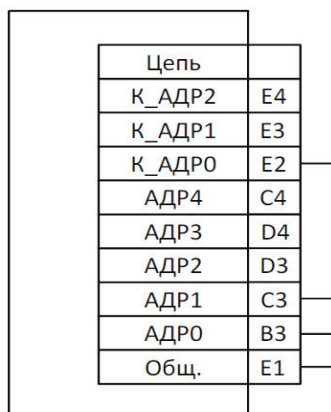 Цепь
К_АДР2 E4
К_АДР1 E3
К_АДР0 E2
АДР4 C4
АДР3 D4
АДР2 D3
АДР1 C3
АДР0 B3
Общ. E1